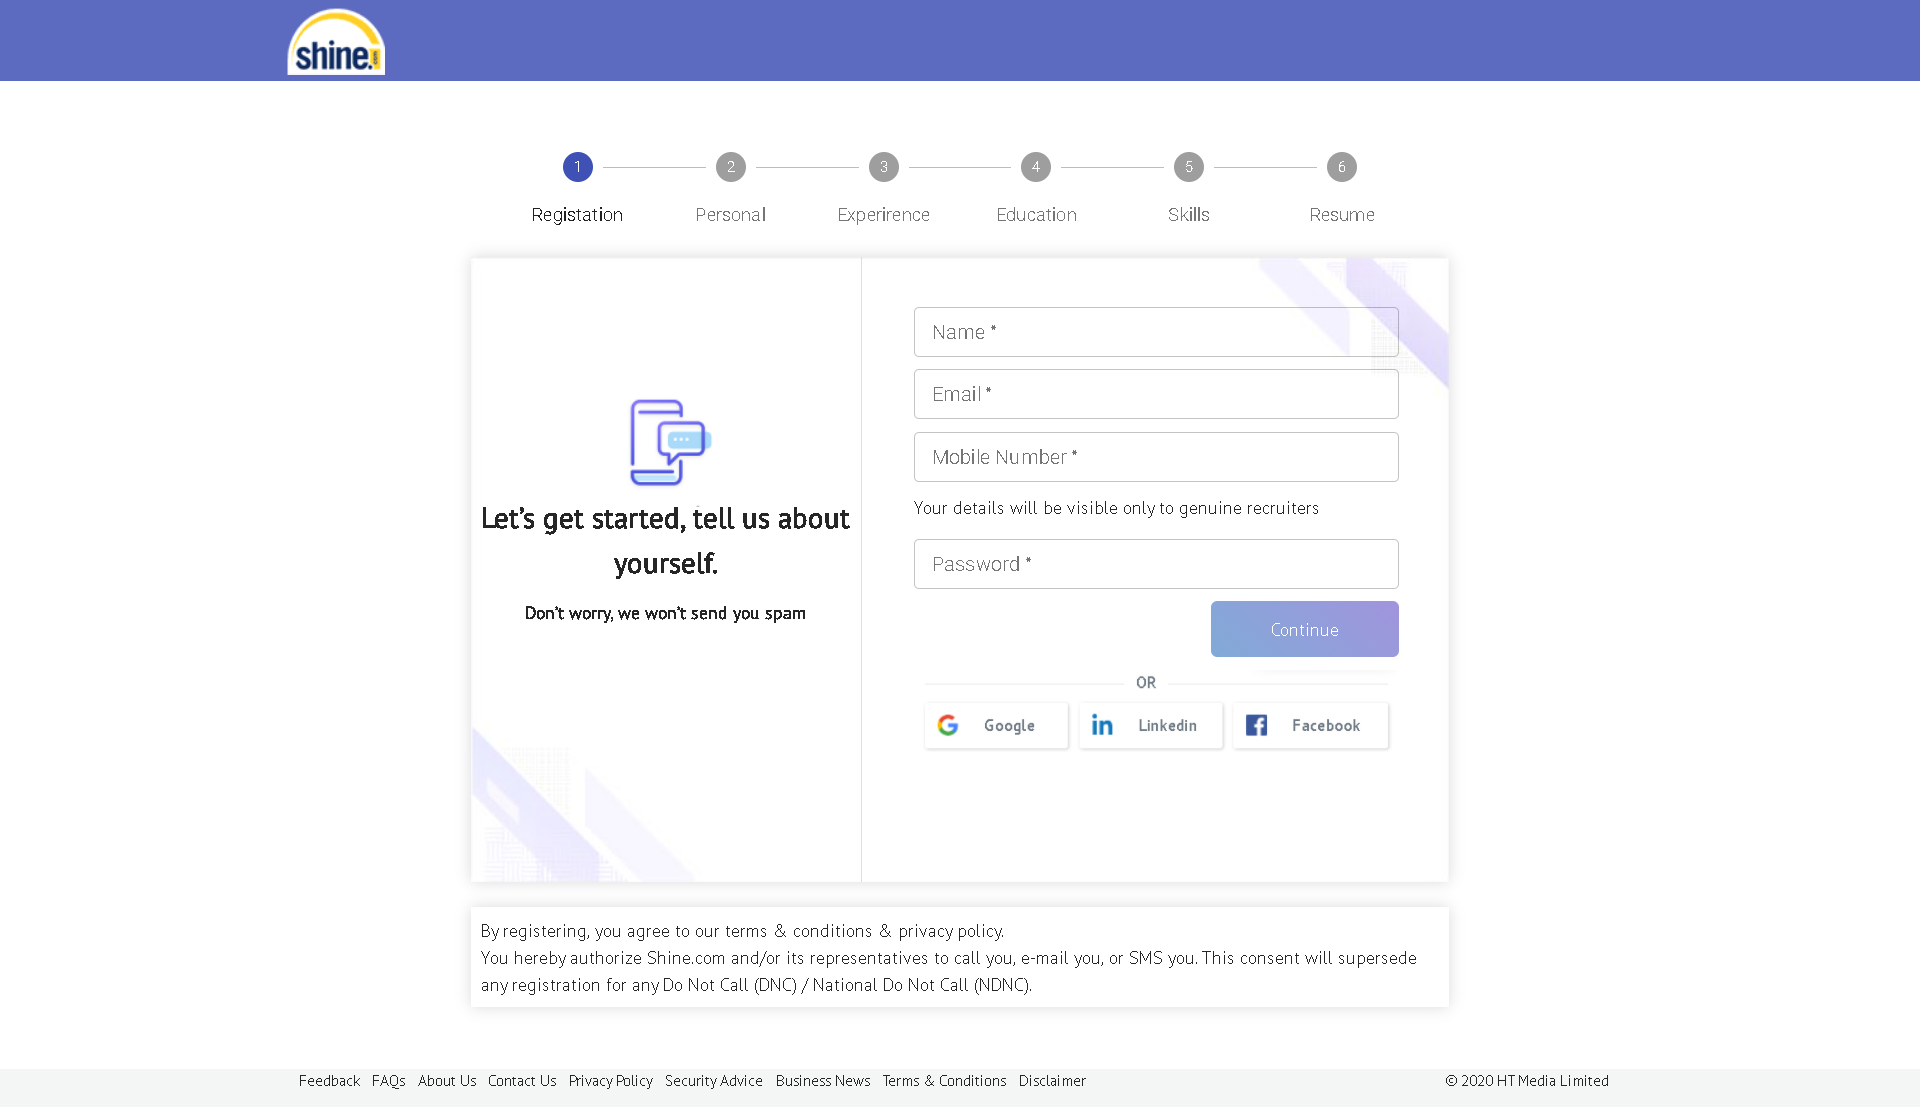 shine.com
1 2 3 4 5 6
Registation Personal Experirence Education Skills Resume
Let's get started, tell us about
yourself.
Don't worry, we won't send you spam
Name *
Email *
Mobile Number *
Your details will be visible only to genuine recruiters
Password *
Continue
OR
Google Linkedin Facebook
By registering, you agree to our terms & conditions & privacy policy.
You hereby authorize Shine.com and/or its representatives to call you, e-mail you, or SMS you. This consent will supersede
any registration for any Do Not Call (DNC) / National Do Not Call (NDNC).
Feedback FAQs About Us Contact Us Privacy Policy Security Advice Business News Terms & Conditions Disclaimer © 2020 HT Media Limited